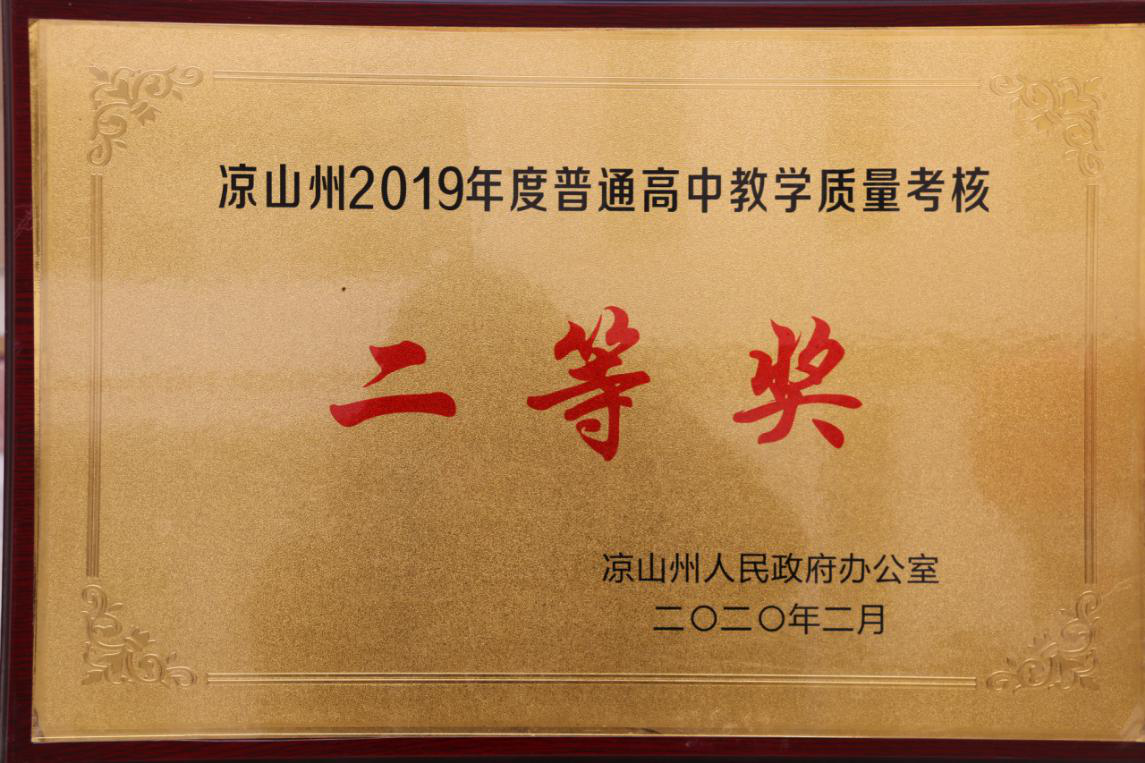 凉山州2019年度普通高中教学质量考核
二等奖
凉山州人民政府办公室
二〇二〇年二月